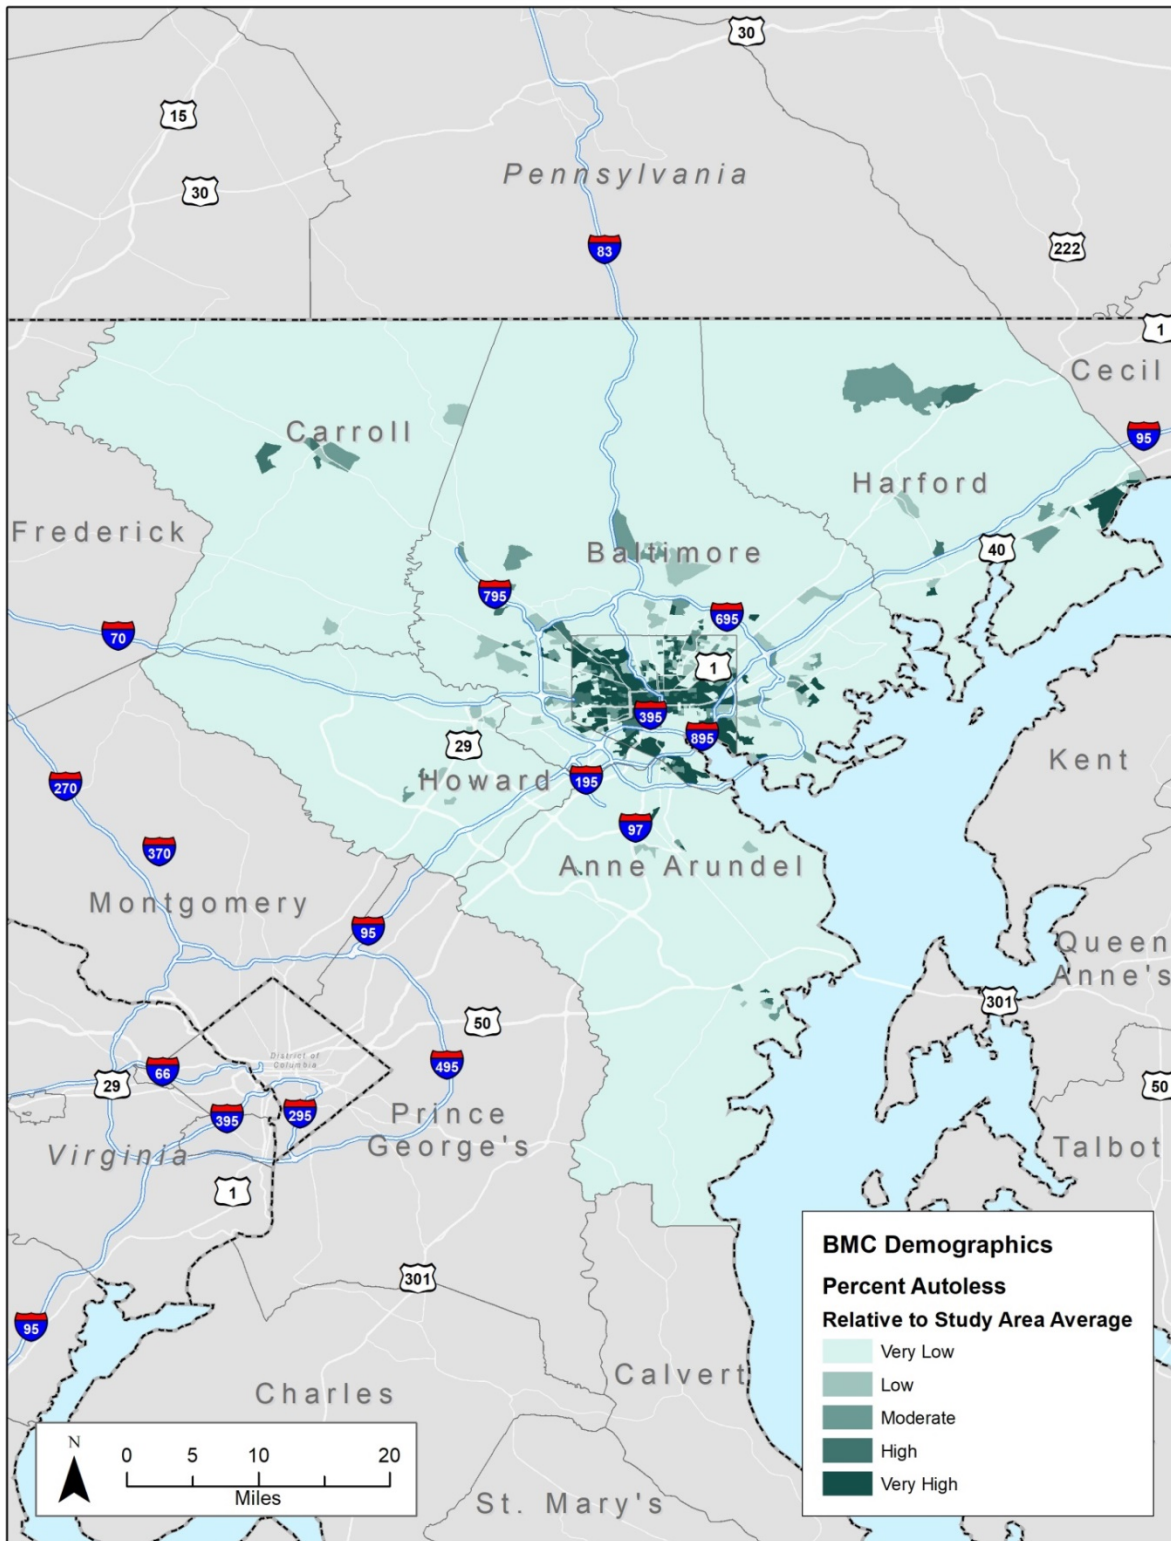 30
15
Pennsylvania
30
83
222
1
Cecil
95
Carroll
Harford
Frederick
40
Baltimore
795
695
70
1
395
29
895
Kent
Howard
195
270
97
370
Anne Arundel
Montgomery
95
Queen
Anne's
301
50
District of
Columbia
495
66
29
50
395
295
Prince
George's
Talbot
Virginia
1
BMC Demographics
Percent Autoless
301
Relative to Study Area Average
95
Very Low
Calvert
Low
Charles
Moderate
N
0 5 10 20
High
Very High
Miles
St. Mary's